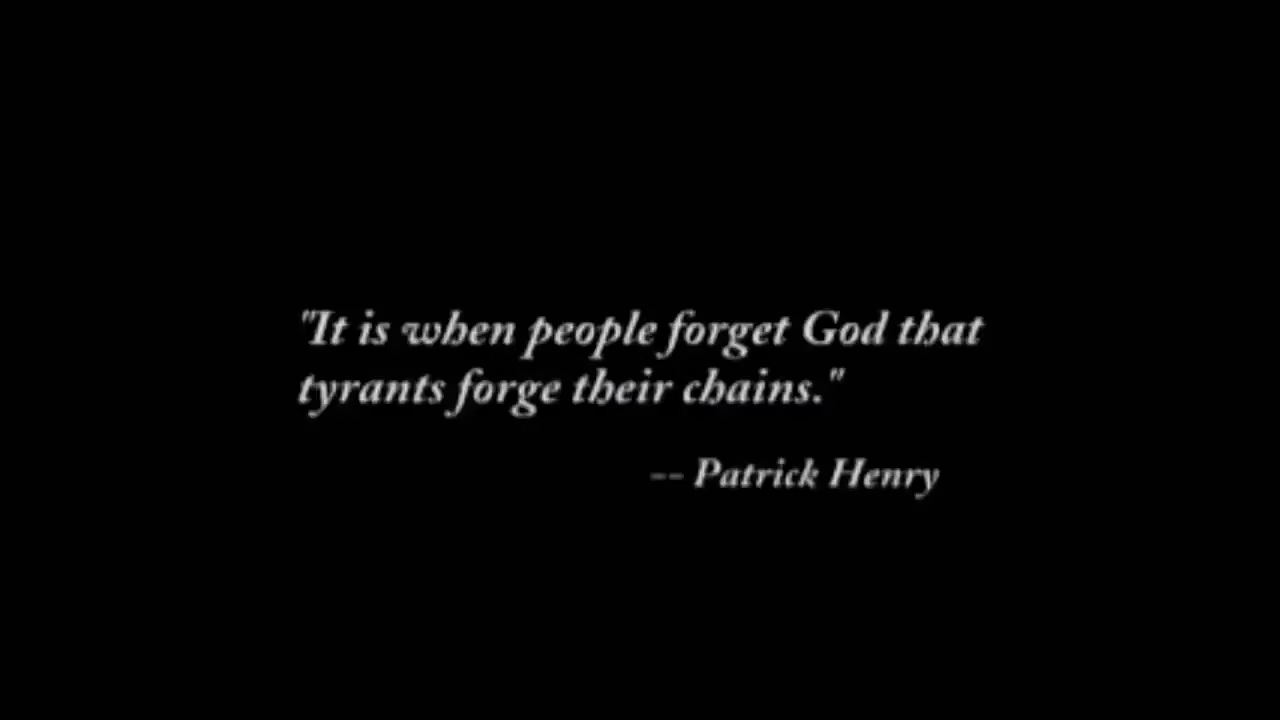 "It is when people forget God that
tyrants forge their chains."
-- Patrick Henry